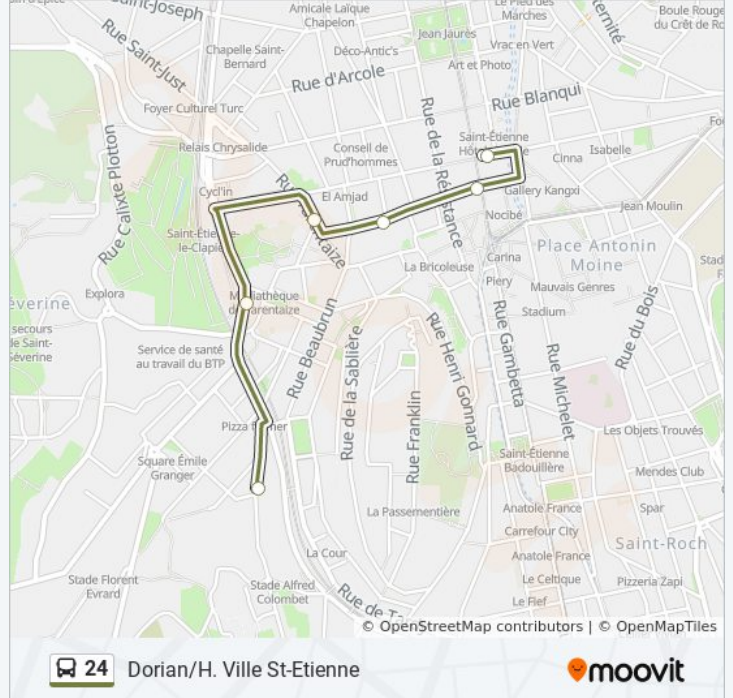 Saint-Joseph
Amicale Laïque
Chapelon
Le Pied des
Marches
Boule Rouge
du Crêt de Ro
Rue Saint-Just
Jean Jaurès
Vrac en Vert
Chapelle Saint-
Bernard
Déco-Antic's
Art et Photo
Rue d'Arcole
Rue Blanqui
Foyer Culturel Turc
Relais Chrysalide
Conseil de
Prud'hommes
Rue de la Résistance
Saint-Étienne
Cinna
Isabelle
Rue Calixte Plotton
Cycl'in
El Amjad
Gallery Kangxi
Jean Moulin
Nocibé
Saint-Étienne-
le-Clapier
Carina
Place Antonin
Moine
La Bricoleuse
Explora
Piery
Mauvais Genres
Stadium
Service de santé
au travail du BTP
Rue Beaubrun
Rue de la Sablière
Rue Henri Gonnard
Rue Gambetta
Rue Michelet
Rue du Bois
Rue Franklin
Pizza
Les Objets Trouvés
Square Émile
Granger
Saint-Étienne
Badouillère
Mendes Club
La Passementière
Anatole France
Spar
Carrefour City
Saint-Roch
La Cour
Anatole France
Stade Florent
Evrard
Stade Alfred
Colombet
Le Celtique
Pizzeria Zapi
Le Fief
Rue de
© OpenStreetMap contributors | © OpenMapTiles
24 Dorian/H. Ville St-Etienne
moovit